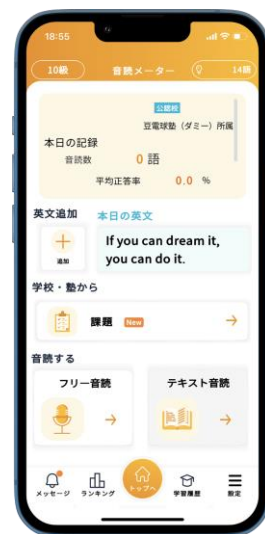 18:55
10級
音読メーター
14問
公認校
豆電球塾（ダミー）所属
本日の記録
音読数 0 語
平均正答率 0.0 %
英文追加 本日の英文
追加
If you can dream it,
you can do it.
学校・塾から
課題 New
音読する
フリー音読 テキスト音読
メッセージ ランキング トップへ 学習履歴 設定